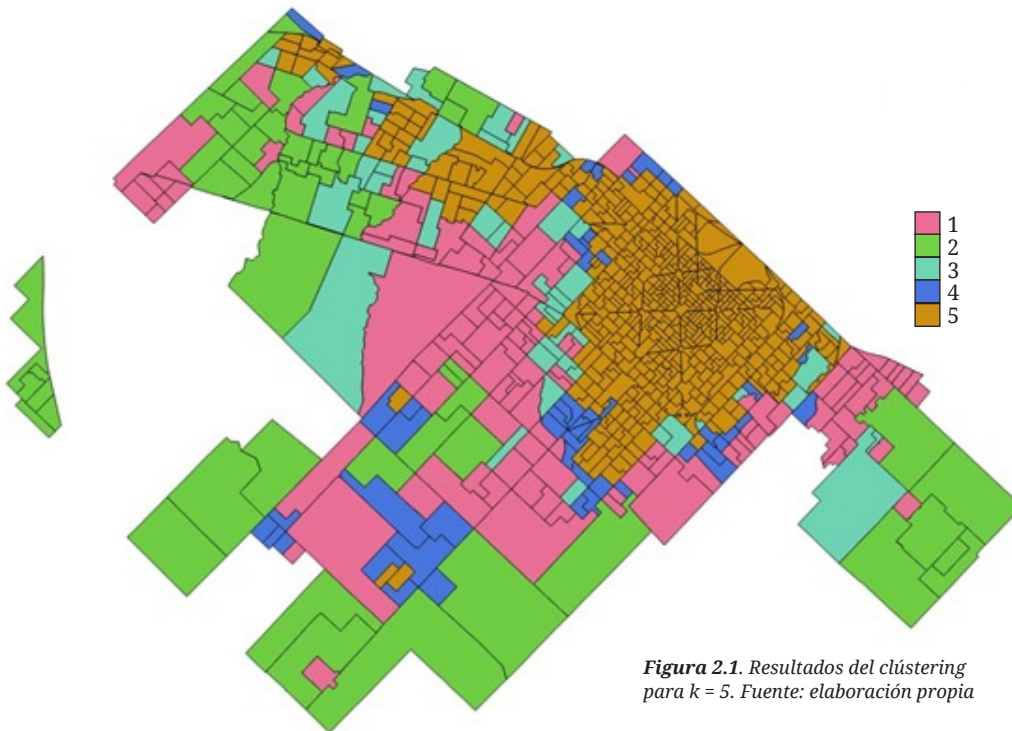 1
2
3
4
5
Figura 2.1. Resultados del clústering
para k = 5. Fuente: elaboración propia